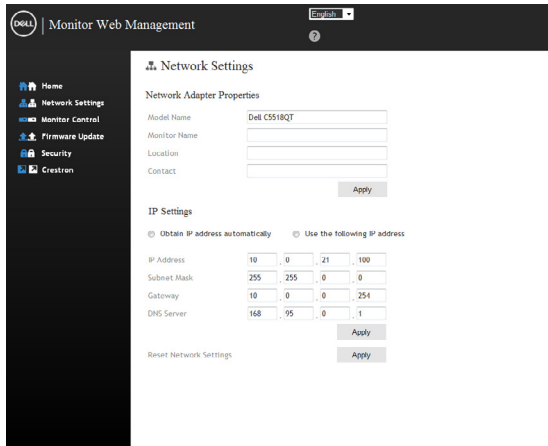 DELL | Monitor Web Management
English
?
Home
Network Settings
Monitor Control
Firmware Update
Security
Crestron
Network Settings
Network Adapter Properties
Model Name Dell C5518QT
Monitor Name
Location
Contact
Apply
IP Settings
Obtain IP address automatically Use the following IP address
IP Address 10 . 0 . 21 . 100
Subnet Mask 255 . 255 . 0 . 0
Gateway 10 . 0 . 0 . 254
DNS Server 168 . 95 . 0 . 1
Apply
Reset Network Settings Apply